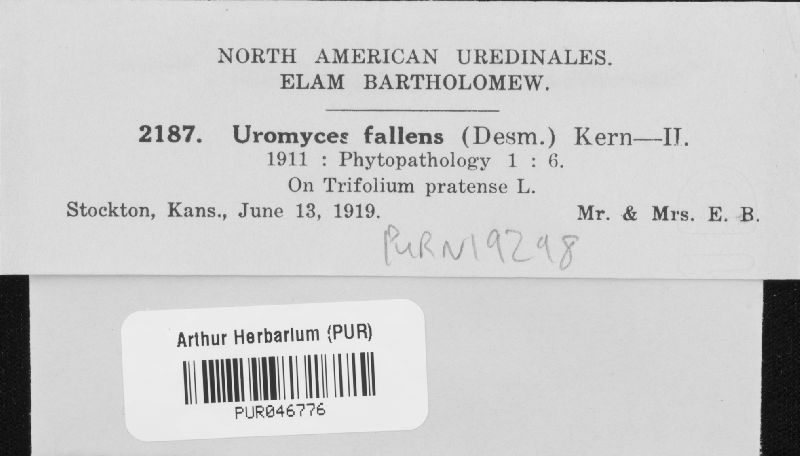 NORTH AMERICAN UREDINALES.
ELAM BARTHOLOMEW.
2187. Uromyces fallens (Desm.) Kern—II.
1911 : Phytopathology 1 : 6.
On Trifolium pratense L.
Stockton, Kans., June 13, 1919. Mr. & Mrs. E. B.
PURN19298
Arthur Herbarium (PUR)
PUR046776